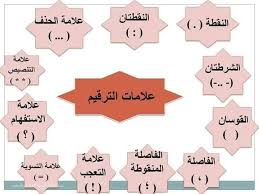 النقطة ( . )
النقطتان
( : )
علامة الحذف
( ... )
الشرطتان
(- ..-)
علامة
التنصيص
( " " )
علامات الترقيم
القوسان
( )
علامة
الاستفهام
( ؟ )
الفاصلة
( ، )
الفاصلة
المنقوطة
( ؛ )
علامة
التعجب
( ! )
علامة التسوية
( = )